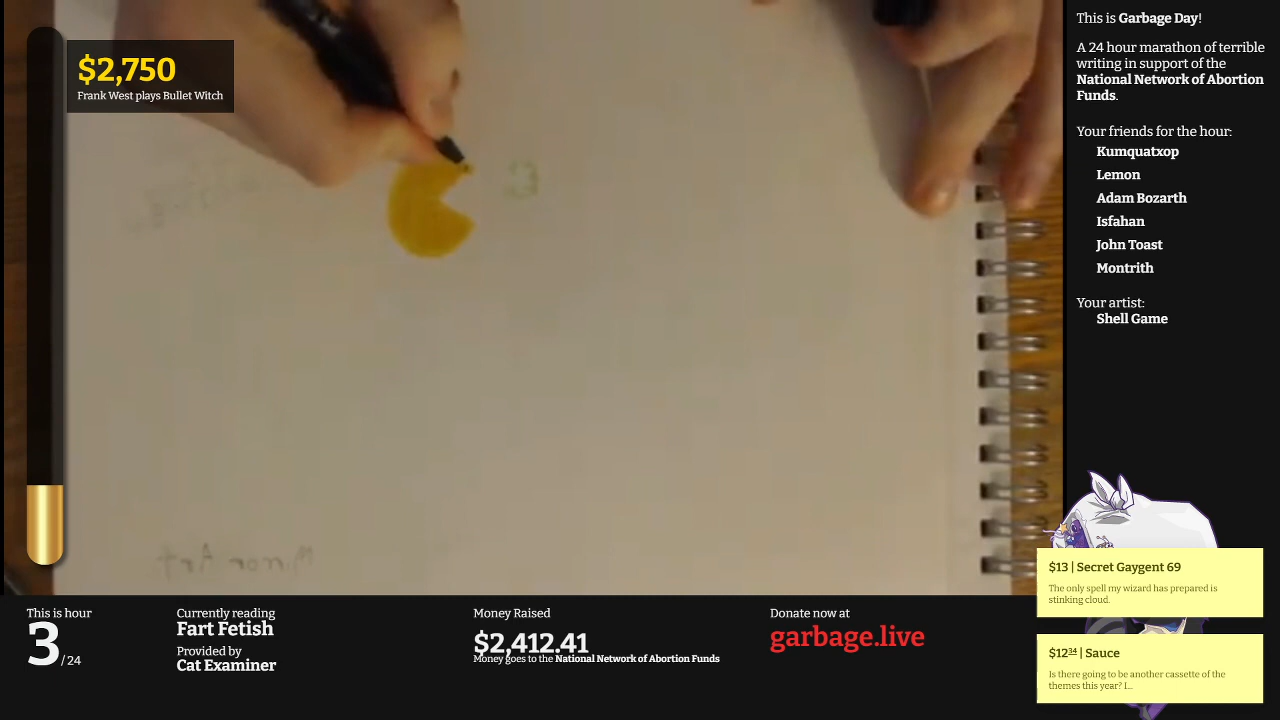 $2,750
Frank West plays Bullet Witch
This is Garbage Day!
A 24 hour marathon of terrible
writing in support of the
National Network of Abortion
Funds.
Your friends for the hour:
Kumquatxop
Lemon
Adam Bozarth
Isfahan
John Toast
Montrith
Your artist:
Shell Game
$13 | Secret Gaygent 69
The only spell my wizard has prepared is
stinking cloud.
$12³⁴ | Sauce
Is there going to be another cassette of the
themes this year? I...
This is hour
3/24
Currently reading
Fart Fetish
Provided by
Cat Examiner
Money Raised
$2,412.41
Money goes to the National Network of Abortion Funds
Donate now at
garbage.live